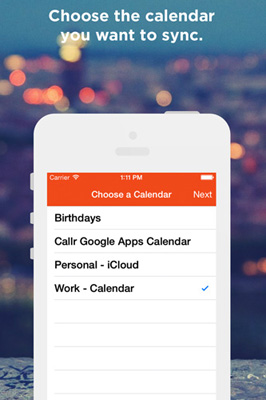 Choose the calendar
you want to sync.
Carrier 1:11 PM
Choose a Calendar Next
Birthdays
Callr Google Apps Calendar
Personal - iCloud
Work - Calendar